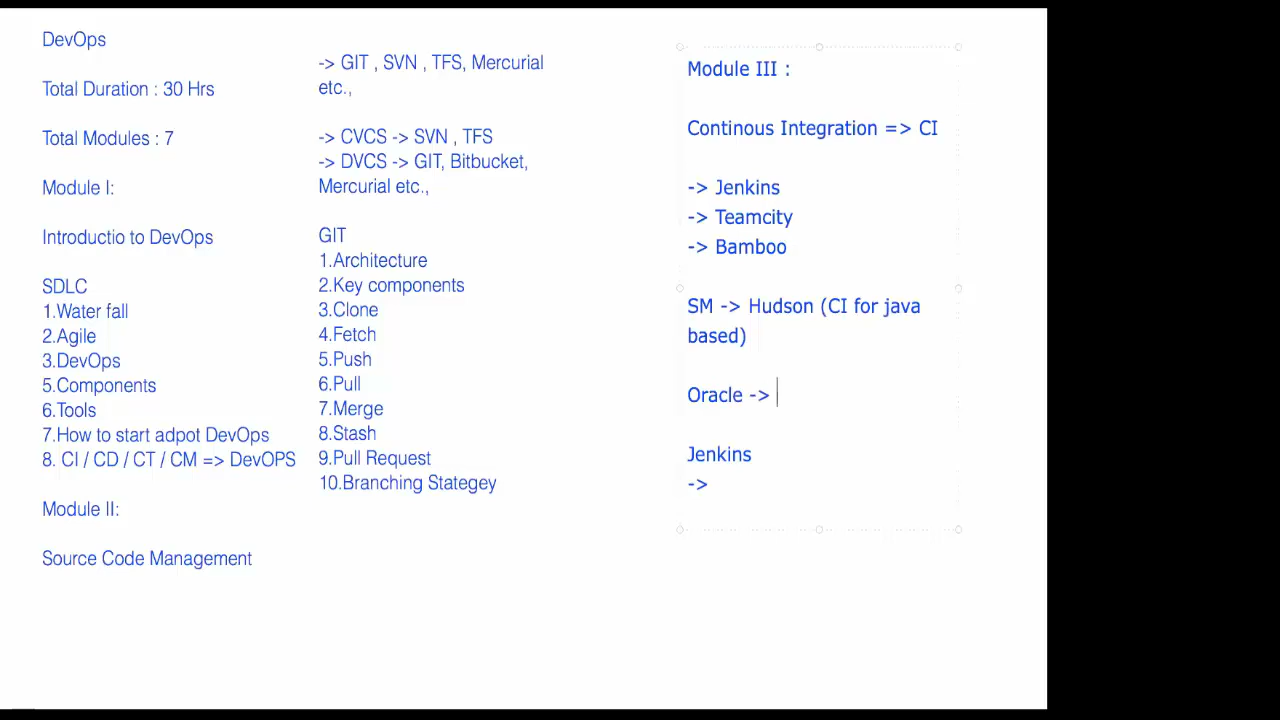 DevOps
Total Duration : 30 Hrs
Total Modules : 7
Module I:
Introductio to DevOps
SDLC
1.Water fall
2.Agile
3.DevOps
5.Components
6.Tools
7.How to start adpot DevOps
8. CI / CD / CT / CM => DevOPS
Module II:
Source Code Management
-> GIT , SVN , TFS, Mercurial
etc.,
-> CVCS -> SVN , TFS
-> DVCS -> GIT, Bitbucket,
Mercurial etc.,
GIT
1.Architecture
2.Key components
3.Clone
4.Fetch
5.Push
6.Pull
7.Merge
8.Stash
9.Pull Request
10.Branching Stategey
Module III :
Continous Integration => CI
-> Jenkins
-> Teamcity
-> Bamboo
SM -> Hudson (CI for java
based)
Oracle ->
Jenkins
->